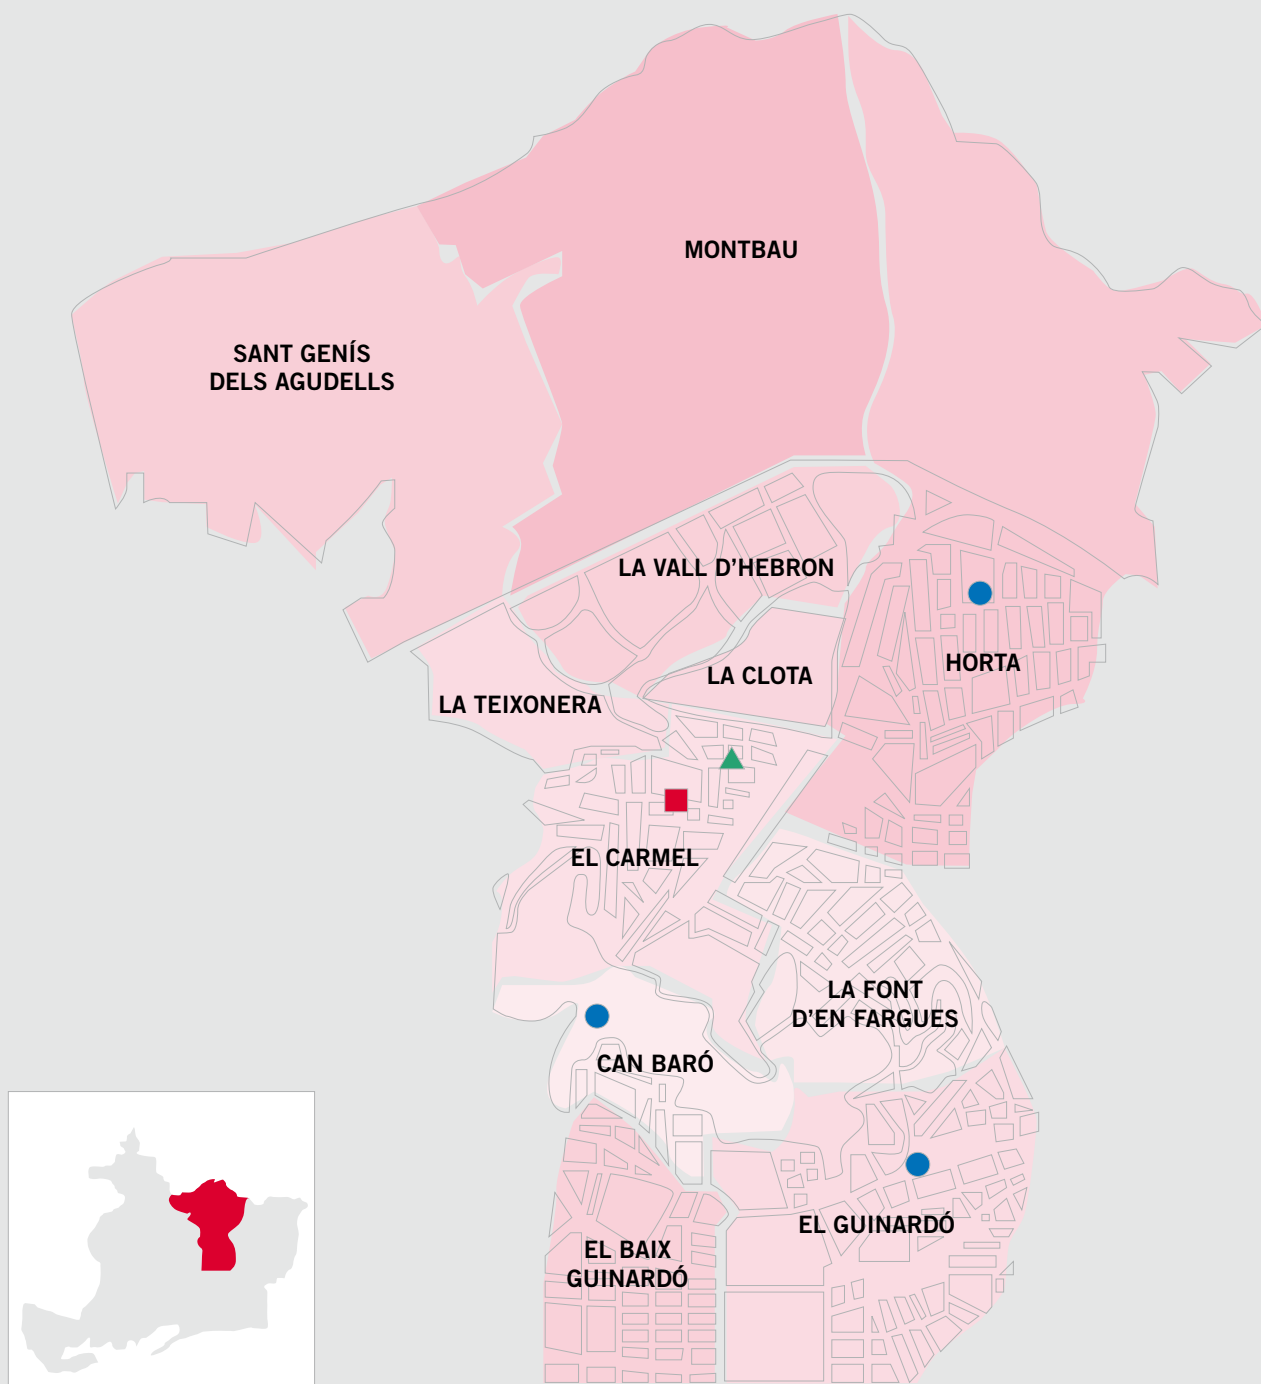 MONTBAU
SANT GENÍS
DELS AGUDELLS
LA VALL D’HEBRON
HORTA
LA CLOTA
LA TEIXONERA
EL CARMEL
LA FONT
D’EN FARGUES
CAN BARÓ
EL GUINARDÓ
EL BAIX
GUINARDÓ